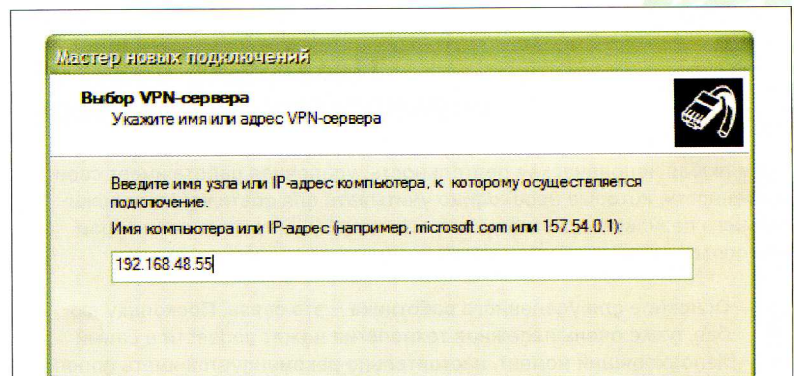 Мастер новых подключений
Выбор VPN-сервера
Укажите имя или адрес VPN-сервера
Введите имя узла или IP-адрес компьютера, к которому осуществляется
подключение.
Имя компьютера или IP-адрес (например, microsoft.com или 157.54.0.1):
192.168.48.55